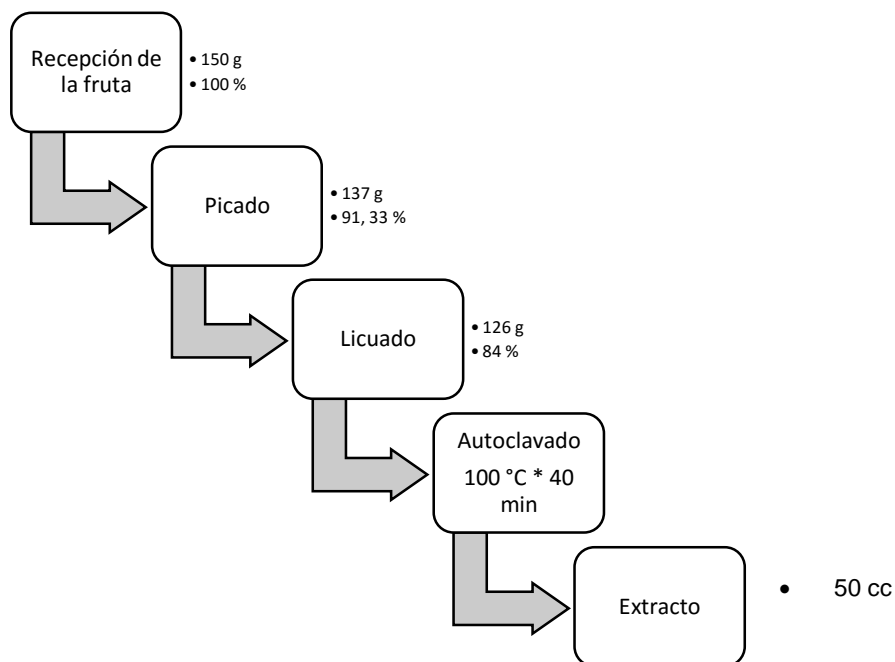 Recepción de
la fruta
• 150 g
• 100 %
Picado
• 137 g
• 91, 33 %
Licuado
• 126 g
• 84 %
Autoclavado
100 °C * 40
min
Extracto
• 50 cc